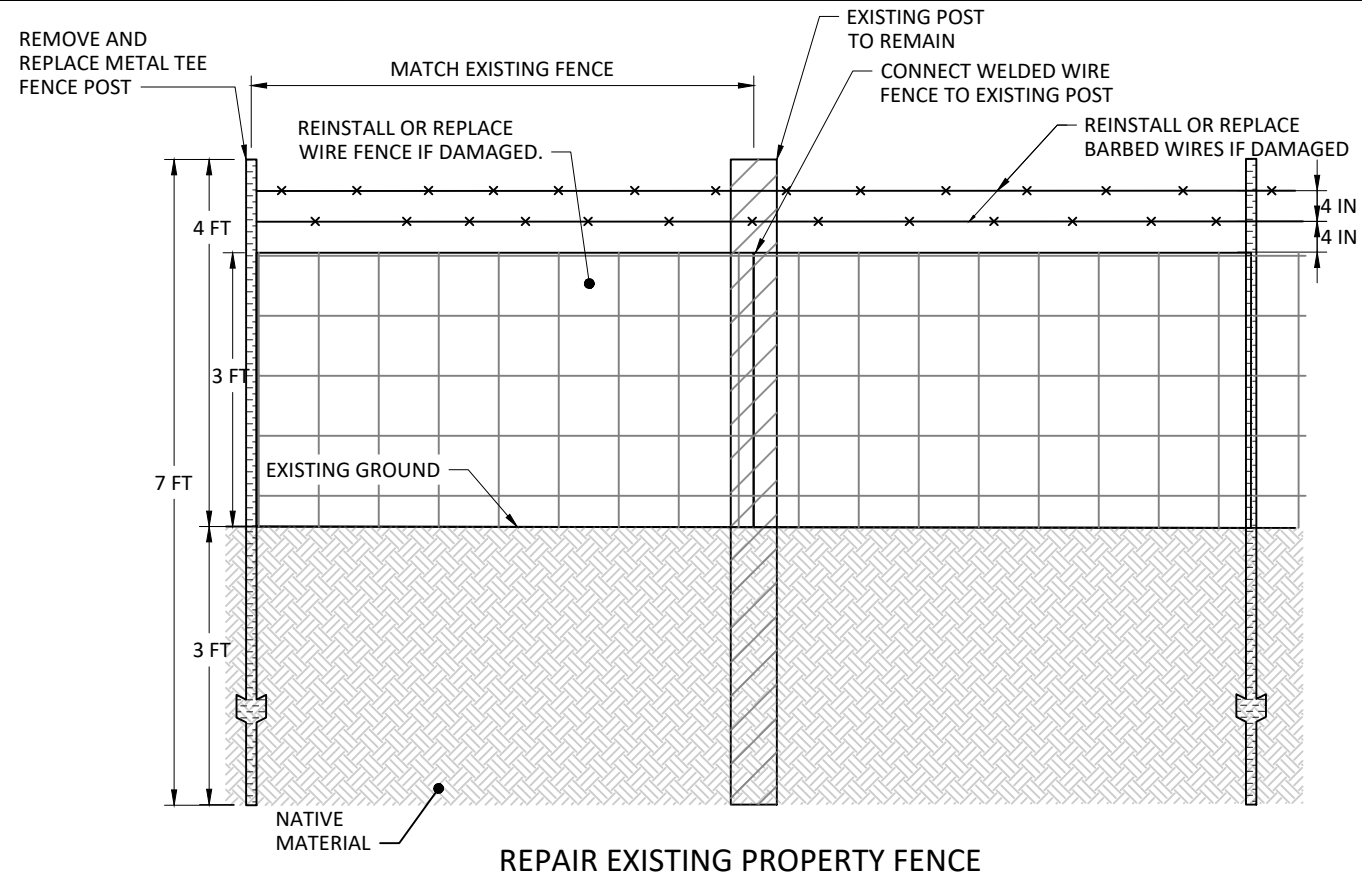 REMOVE AND
REPLACE METAL TEE
FENCE POST
MATCH EXISTING FENCE
EXISTING POST
TO REMAIN
CONNECT WELDED WIRE
FENCE TO EXISTING POST
REINSTALL OR REPLACE
WIRE FENCE IF DAMAGED.
REINSTALL OR REPLACE
BARBED WIRES IF DAMAGED
4 IN
4 IN
4 FT
3 FT
7 FT
EXISTING GROUND
3 FT
NATIVE
MATERIAL
REPAIR EXISTING PROPERTY FENCE